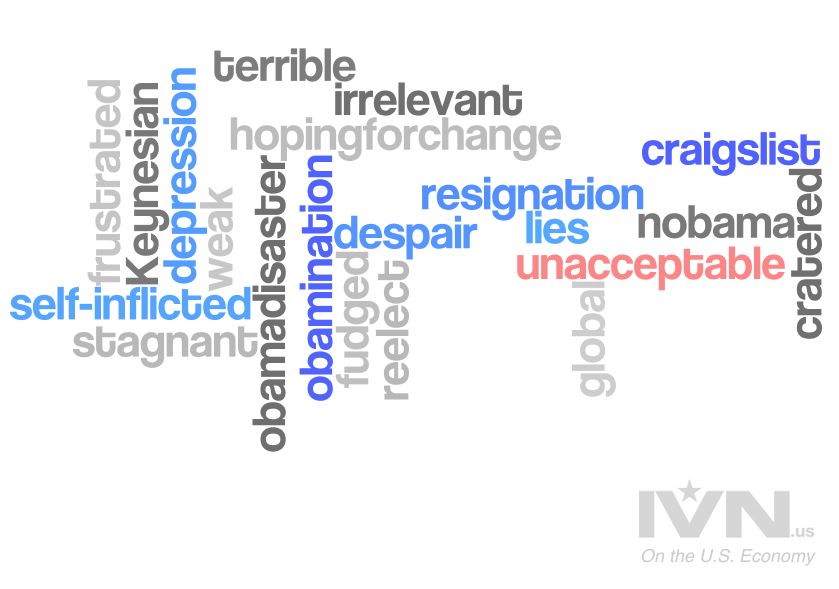 terrible
irrelevant
hopingforchange
frustrated
Keynesian
depression
weak
craigslist
resignation
cratered
despair
lies
nobama
unacceptable
obamadisaster
obamination
self-inflicted
stagnant
fudged
reelect
global
IVN.us
On the U.S. Economy